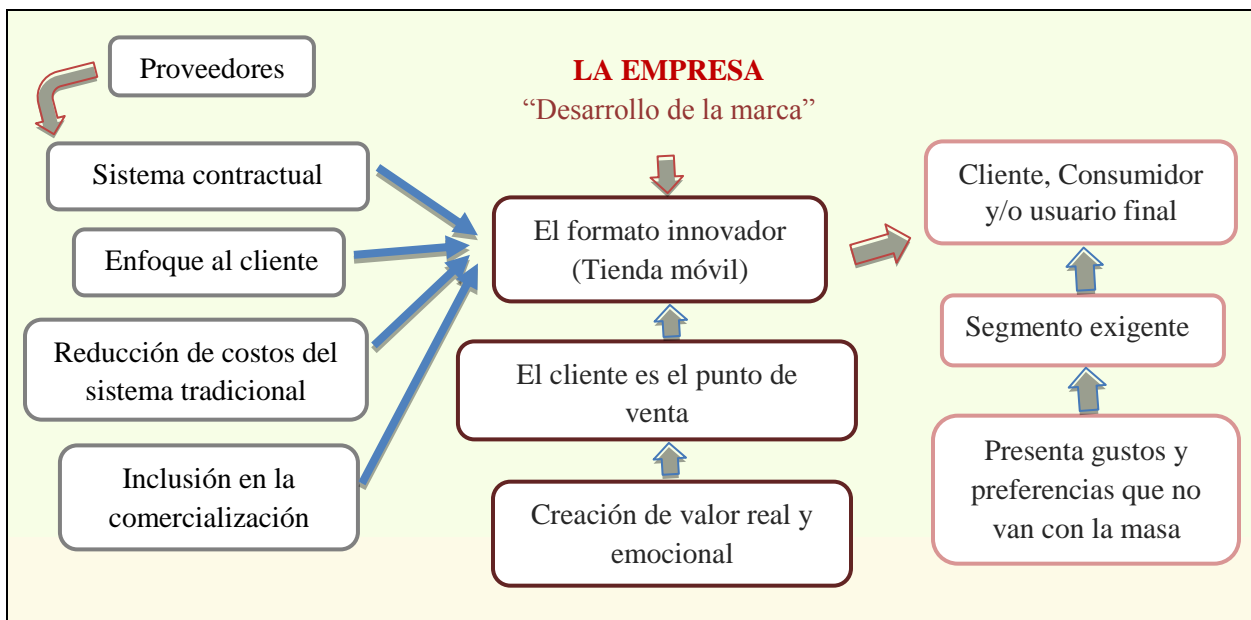 Proveedores
Sistema contractual
Enfoque al cliente
Reducción de costos del
sistema tradicional
Inclusión en la
comercialización
LA EMPRESA
“Desarrollo de la marca”
El formato innovador
(Tienda móvil)
El cliente es el punto de
venta
Creación de valor real y
emocional
Cliente, Consumidor
y/o usuario final
Segmento exigente
Presenta gustos y
preferencias que no
van con la masa